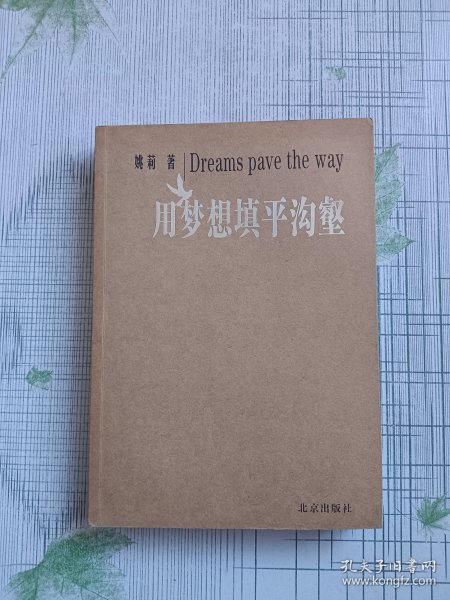 姚莉 著 Dreams pave the way
用梦想填平沟壑
北京出版社
孔夫子旧书网
www.kongfz.com